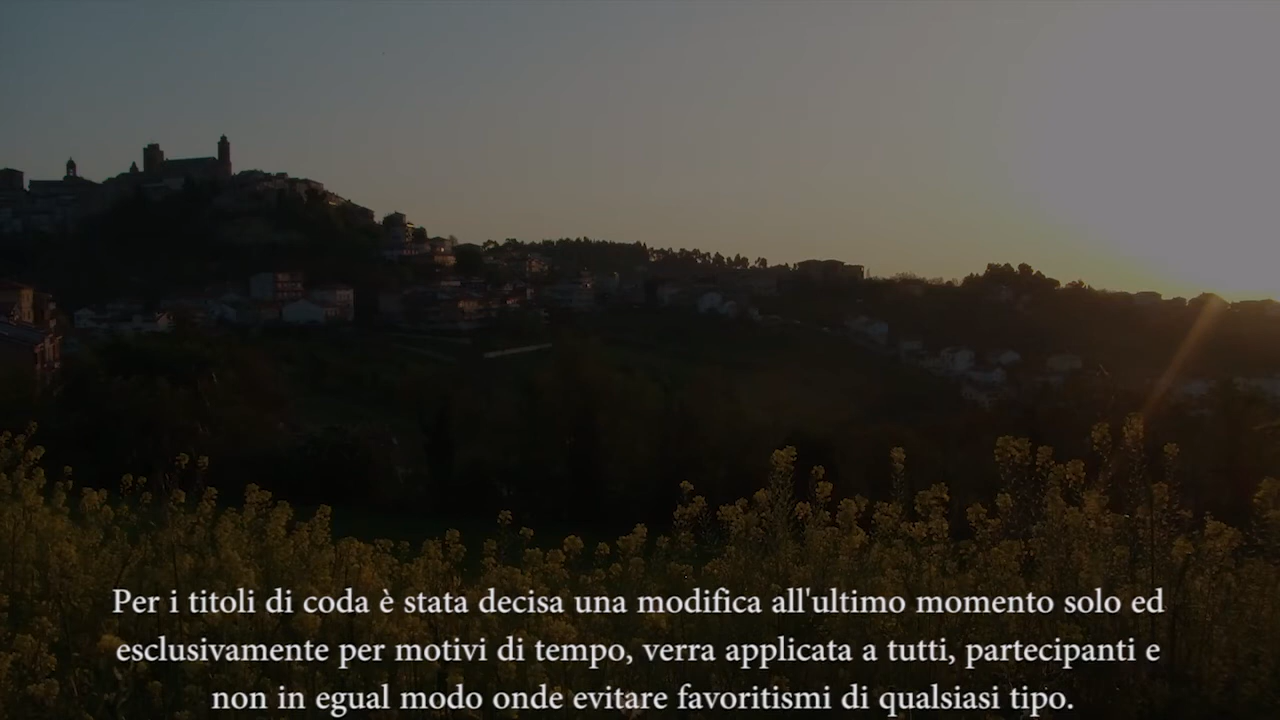 Per i titoli di coda è stata decisa una modifica all'ultimo momento solo ed
esclusivamente per motivi di tempo, verra applicata a tutti, partecipanti e
non in egual modo onde evitare favoritismi di qualsiasi tipo.